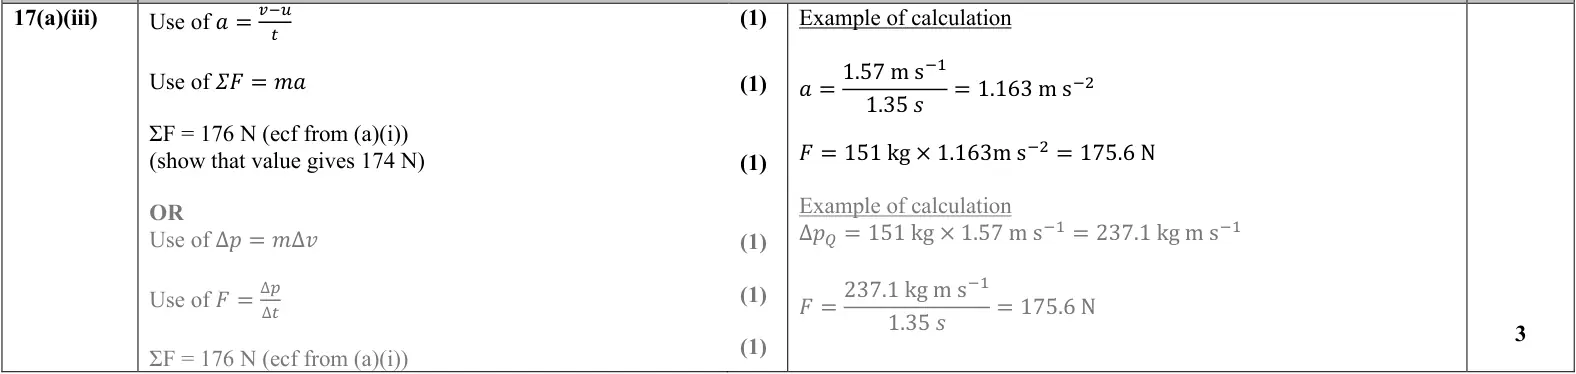 17(a)(iii)
Use of a = (v−u)/t (1)
Use of ΣF = ma (1)
ΣF = 176 N (ecf from (a)(i))
(show that value gives 174 N) (1)
OR
Use of Δp = mΔv (1)
Use of F = Δp/Δt (1)
ΣF = 176 N (ecf from (a)(i)) (1)
Example of calculation
a = 1.57 m s⁻¹ / 1.35 s = 1.163 m s⁻²
F = 151 kg × 1.163m s⁻² = 175.6 N
Example of calculation
Δp_Q = 151 kg × 1.57 m s⁻¹ = 237.1 kg m s⁻¹
F = 237.1 kg m s⁻¹ / 1.35 s = 175.6 N
3